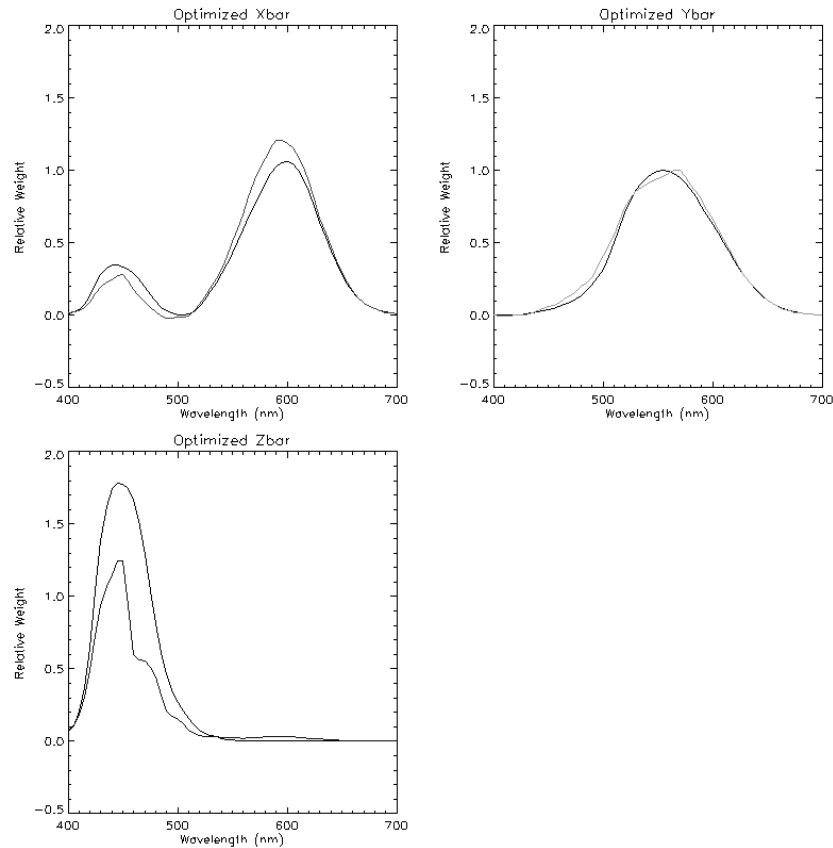 Optimized Xbar
2.0
1.5
1.0
0.5
0.0
-0.5
Relative Weight
400 500 600 700
Wavelength (nm)
Optimized Ybar
2.0
1.5
1.0
0.5
0.0
-0.5
Relative Weight
400 500 600 700
Wavelength (nm)
Optimized Zbar
2.0
1.5
1.0
0.5
0.0
-0.5
Relative Weight
400 500 600 700
Wavelength (nm)